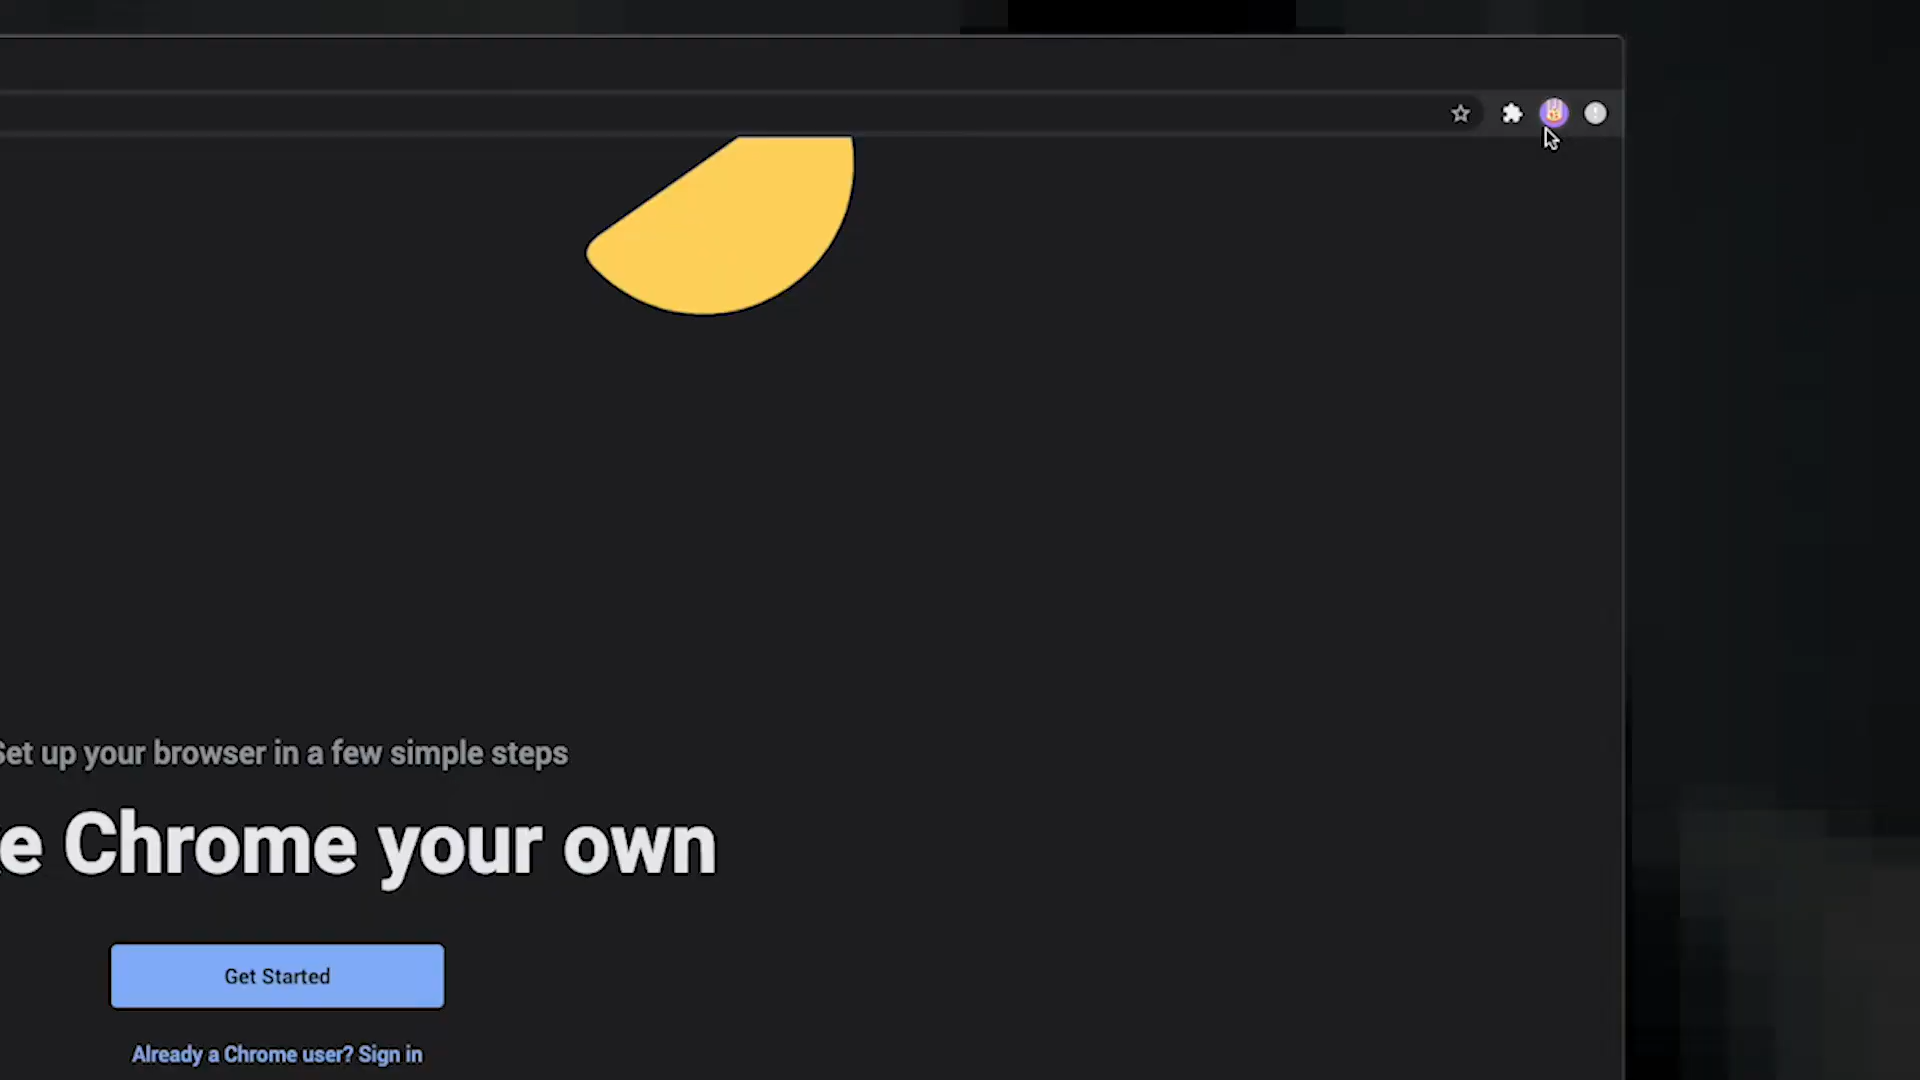 Set up your browser in a few simple steps
e Chrome your own
Get Started
Already a Chrome user? Sign in